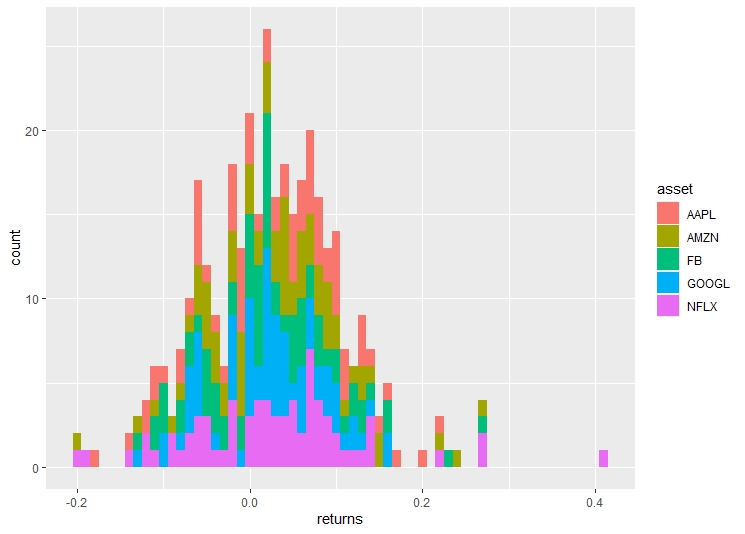 count
20
10
0
-0.2
0.0
0.2
0.4
returns
asset
AAPL
AMZN
FB
GOOGL
NFLX